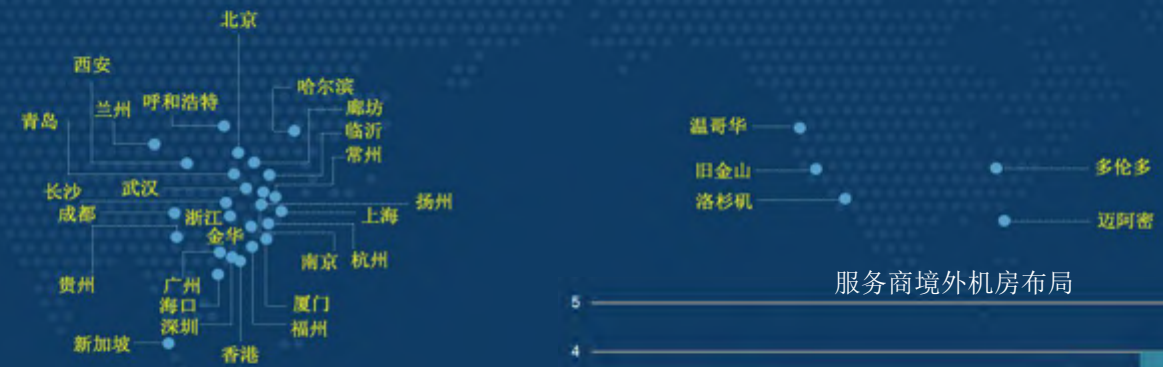 北京
西安
哈尔滨
兰州
呼和浩特
廊坊
青岛
临沂
常州
长沙
武汉
扬州
成都
浙江
上海
金华
南京
杭州
贵州
广州
海口
厦门
深圳
福州
新加坡
香港
温哥华
旧金山
多伦多
洛杉矶
迈阿密
服务商境外机房布局
5
4